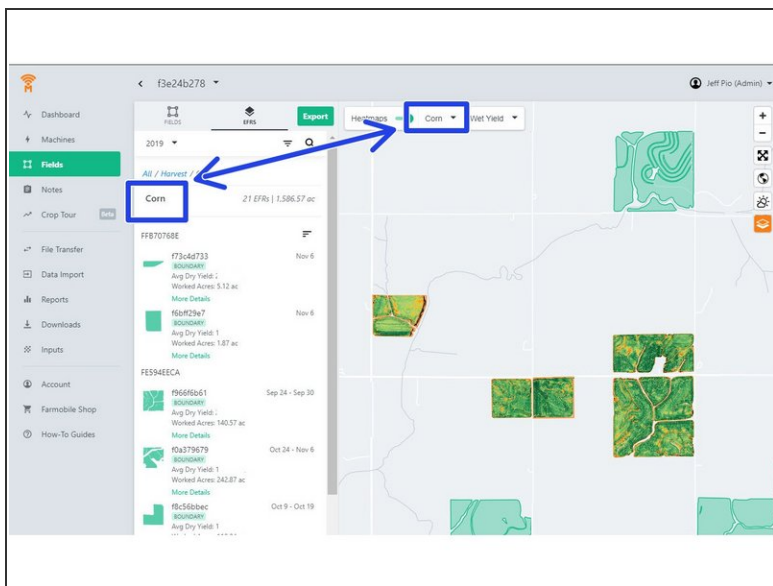 f3e24b278
Jeff Pio (Admin)
Dashboard
Machines
Fields
Notes
Crop Tour Beta
File Transfer
Data Import
Reports
Downloads
Inputs
Account
Farmobile Shop
How-To Guides
FIELDS
EFRS
Export
2019
All / Harvest /
Corn
21 EFRs | 1,586.57 ac
FFB70768E
f73c4d733
Nov 6
BOUNDARY
Avg Dry Yield:
Worked Acres: 5.12 ac
More Details
f6bff29e7
Nov 6
BOUNDARY
Avg Dry Yield: 1
Worked Acres: 1.87 ac
More Details
FE594EECA
f966f6b61
Sep 24 - Sep 30
BOUNDARY
Avg Dry Yield:
Worked Acres: 140.57 ac
More Details
f0a379679
Oct 24 - Nov 6
BOUNDARY
Avg Dry Yield: 1
Worked Acres: 242.87 ac
More Details
f8c56bbec
Oct 9 - Oct 19
BOUNDARY
Avg Dry Yield: 1
Heatmaps
Corn
Wet Yield